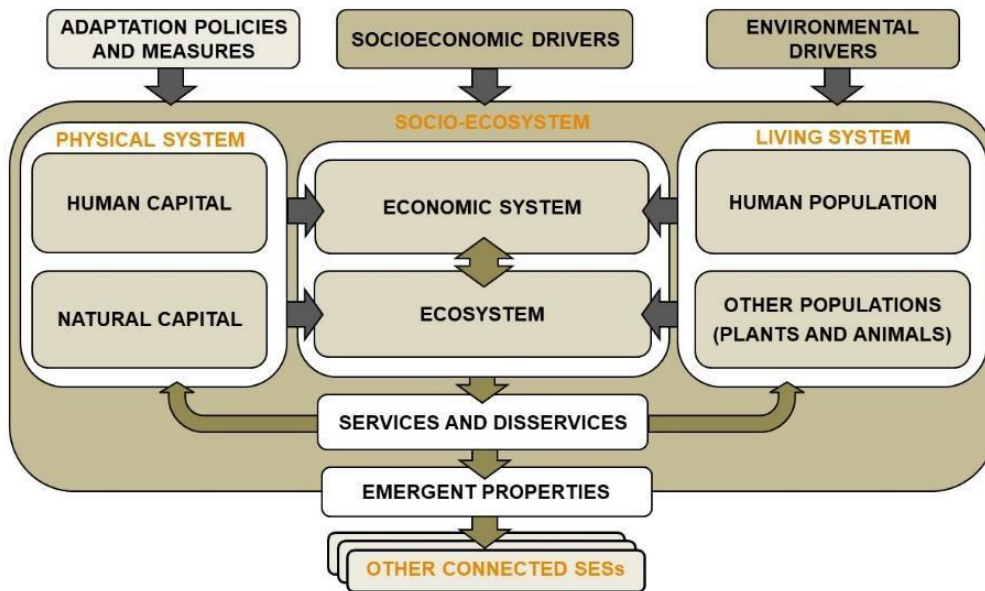 ADAPTATION POLICIES
AND MEASURES
SOCIOECONOMIC DRIVERS
ENVIRONMENTAL
DRIVERS
SOCIO-ECOSYSTEM
PHYSICAL SYSTEM
LIVING SYSTEM
HUMAN CAPITAL
ECONOMIC SYSTEM
HUMAN POPULATION
NATURAL CAPITAL
ECOSYSTEM
OTHER POPULATIONS
(PLANTS AND ANIMALS)
SERVICES AND DISSERVICES
EMERGENT PROPERTIES
OTHER CONNECTED SESs